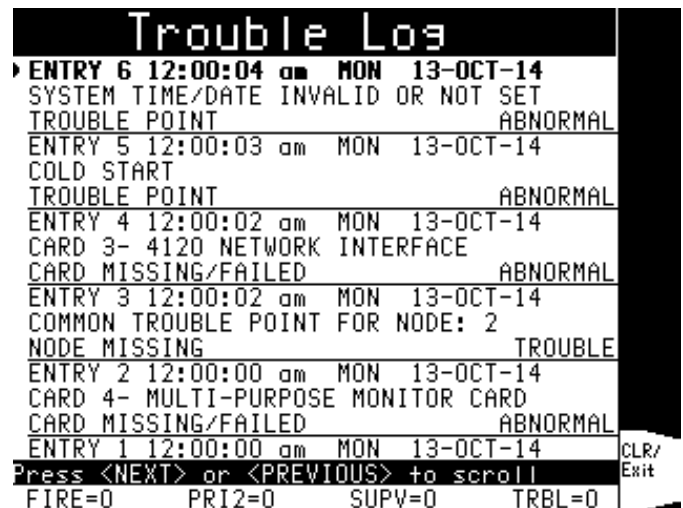 Trouble Log
ENTRY 6 12:00:04 am MON 13-OCT-14
SYSTEM TIME/DATE INVALID OR NOT SET
TROUBLE POINT ABNORMAL
ENTRY 5 12:00:03 am MON 13-OCT-14
COLD START
TROUBLE POINT ABNORMAL
ENTRY 4 12:00:02 am MON 13-OCT-14
CARD 3- 4120 NETWORK INTERFACE
CARD MISSING/FAILED ABNORMAL
ENTRY 3 12:00:02 am MON 13-OCT-14
COMMON TROUBLE POINT FOR NODE: 2
NODE MISSING TROUBLE
ENTRY 2 12:00:00 am MON 13-OCT-14
CARD 4- MULTI-PURPOSE MONITOR CARD
CARD MISSING/FAILED ABNORMAL
ENTRY 1 12:00:00 am MON 13-OCT-14
Press <NEXT> or <PREVIOUS> to scroll
FIRE=0 PRI2=0 SUPV=0 TRBL=0
CLR/
Exit